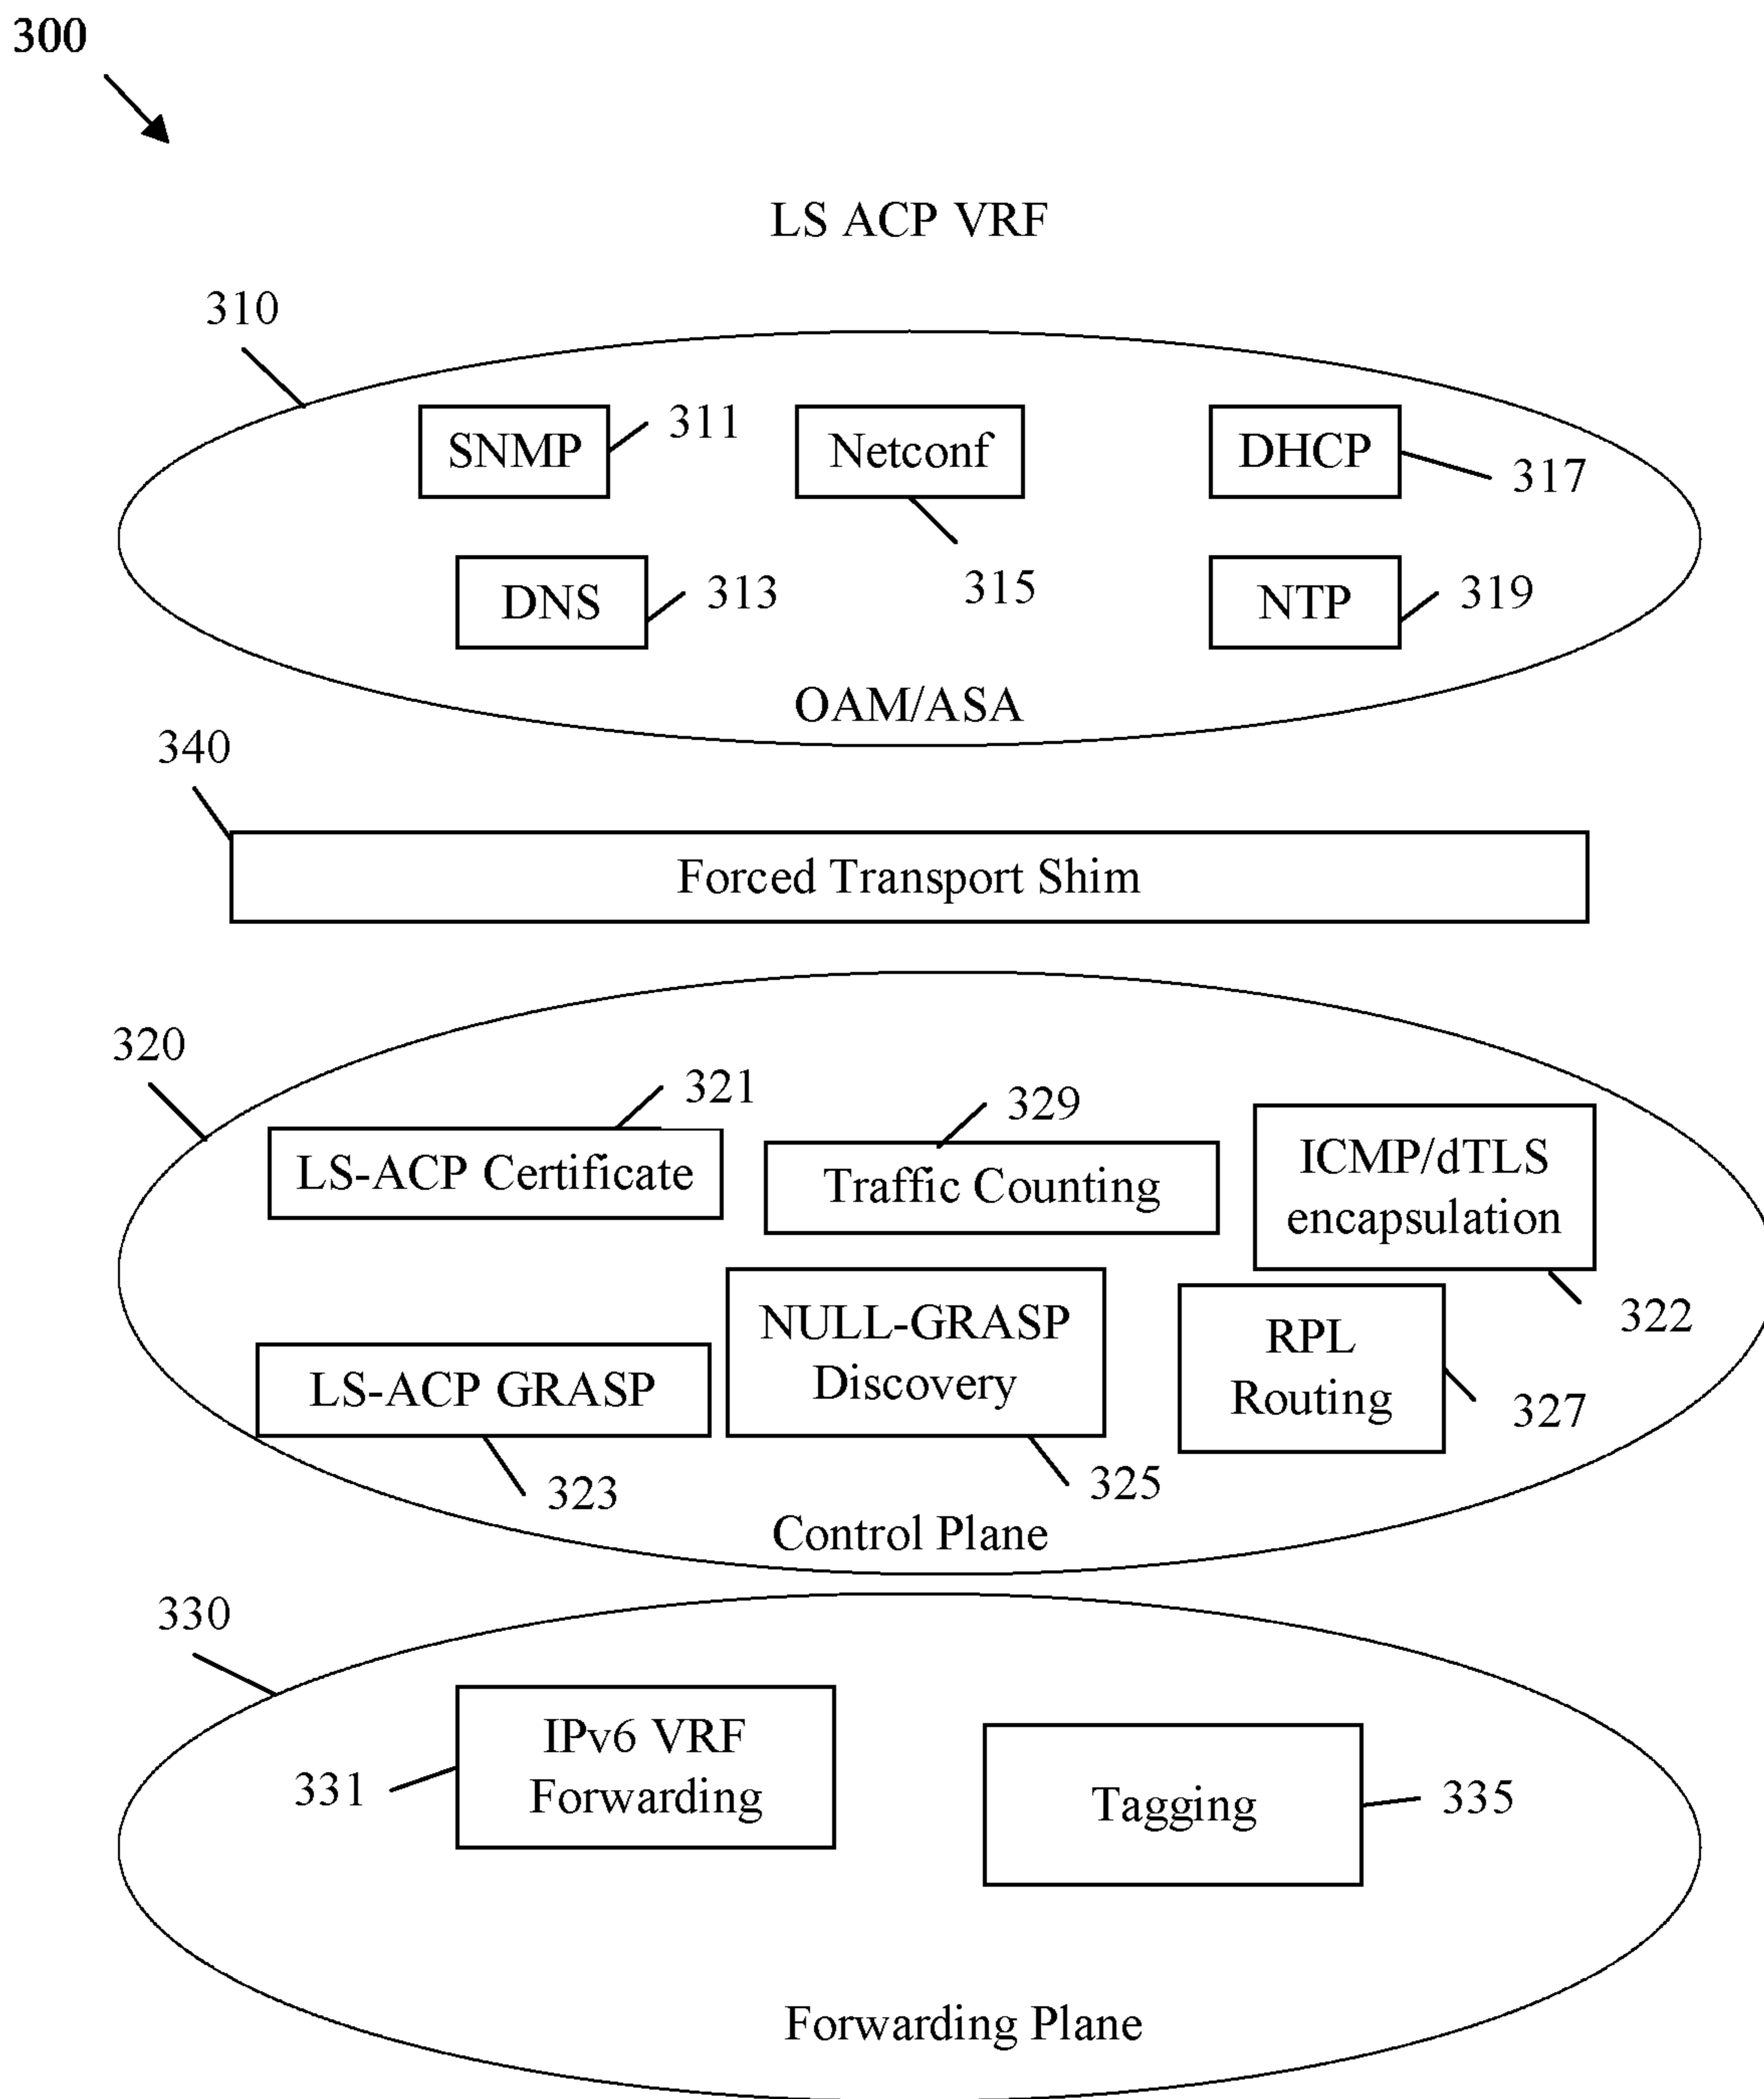 300
LS ACP VRF
310
SNMP
311
Netconf
315
DHCP
317
DNS
313
NTP
319
OAM/ASA
340
Forced Transport Shim
320
321
LS-ACP Certificate
329
Traffic Counting
ICMP/dTLS
encapsulation
322
LS-ACP GRASP
323
NULL-GRASP
Discovery
325
RPL
Routing
327
Control Plane
330
IPv6 VRF
Forwarding
331
Tagging
335
Forwarding Plane